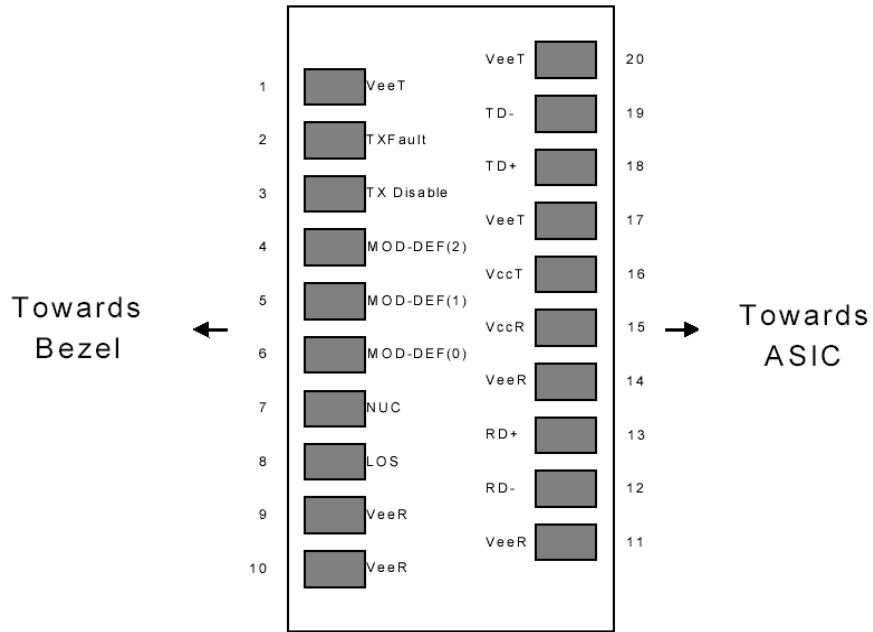 VeeT 20
1 VeeT
TD- 19
2 TXFault
TD+ 18
3 TX Disable
VeeT 17
4 MOD-DEF(2)
VccT 16
5 MOD-DEF(1)
Towards
Bezel
VccR 15
Towards
ASIC
6 MOD-DEF(0)
VeeR 14
7 NUC
RD+ 13
8 LOS
RD- 12
9 VeeR
VeeR 11
10 VeeR